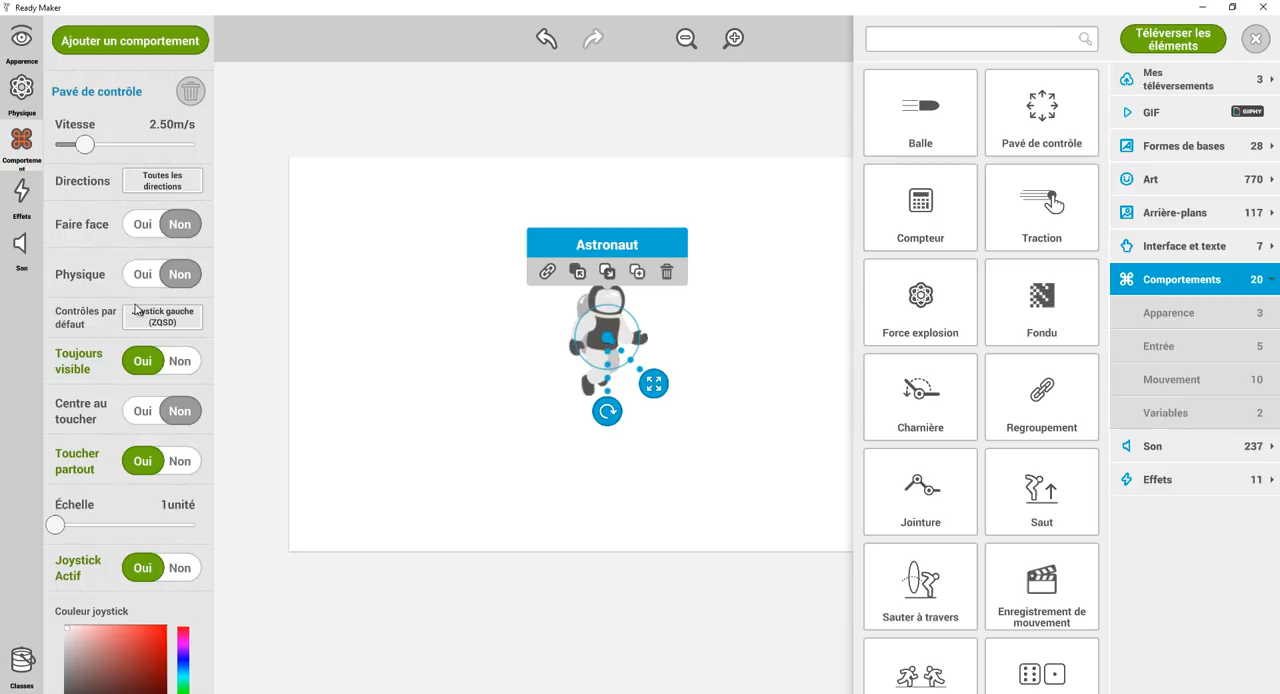 Ready Maker
Apparence
Physique
Comporteme
nt
Effets
Son
Classes
Ajouter un comportement
Pavé de contrôle
Vitesse 2.50m/s
Directions
Toutes les
directions
Faire face Oui Non
Physique Oui Non
Contrôles par
défaut
Joystick gauche
(ZQSD)
Toujours
visible
Oui Non
Centre au
toucher
Oui Non
Toucher
partout
Oui Non
Échelle 1unité
Joystick
Actif
Oui Non
Couleur joystick
Astronaut
Balle
Pavé de contrôle
Compteur
Traction
Force explosion
Fondu
Charnière
Regroupement
Jointure
Saut
Sauter à travers
Enregistrement de
mouvement
Téléverser les
éléments
Mes
téléversements
3
GIF GIPHY
Formes de bases 28
Art 770
Arrière-plans 117
Interface et texte 7
Comportements 20
Apparence 3
Entrée 5
Mouvement 10
Variables 2
Son 237
Effets 11